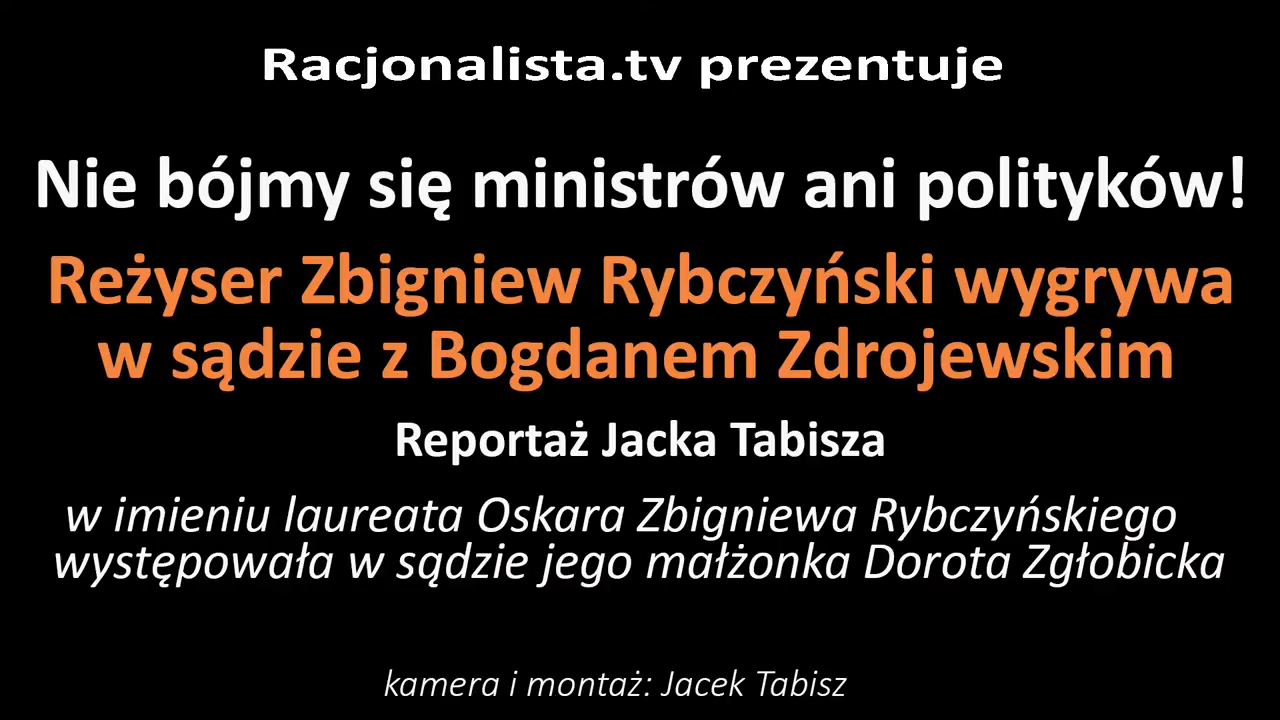 Racjonalista.tv prezentuje
Nie bójmy się ministrów ani polityków!
Reżyser Zbigniew Rybczyński wygrywa
w sądzie z Bogdanem Zdrojewskim
Reportaż Jacka Tabisza
w imieniu laureata Oskara Zbigniewa Rybczyńskiego
występowała w sądzie jego małżonka Dorota Zgłobicka
kamera i montaż: Jacek Tabisz